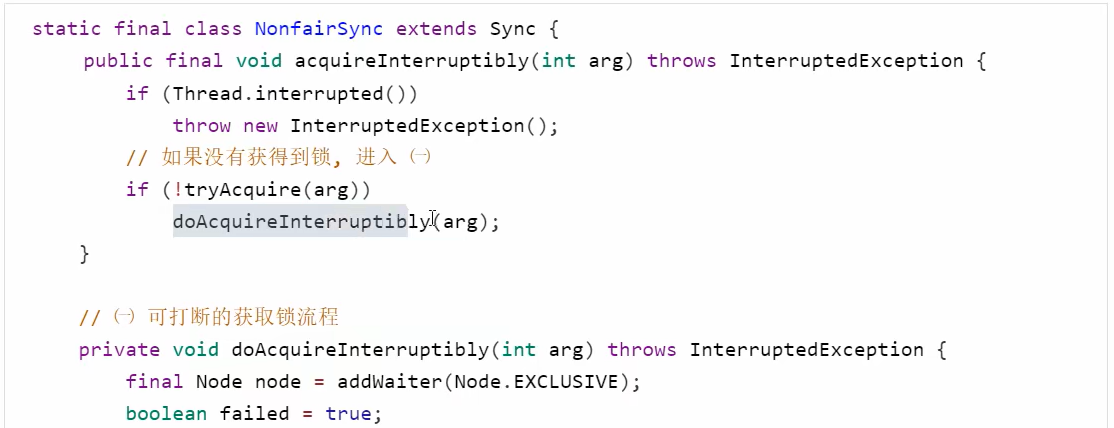 static final class NonfairSync extends Sync {
public final void acquireInterruptibly(int arg) throws InterruptedException {
if (Thread.interrupted())
throw new InterruptedException();
// 如果没有获得到锁, 进入 ㈠
if (!tryAcquire(arg))
doAcquireInterruptibly(arg);
}
// ㈠ 可打断的获取锁流程
private void doAcquireInterruptibly(int arg) throws InterruptedException {
final Node node = addWaiter(Node.EXCLUSIVE);
boolean failed = true;